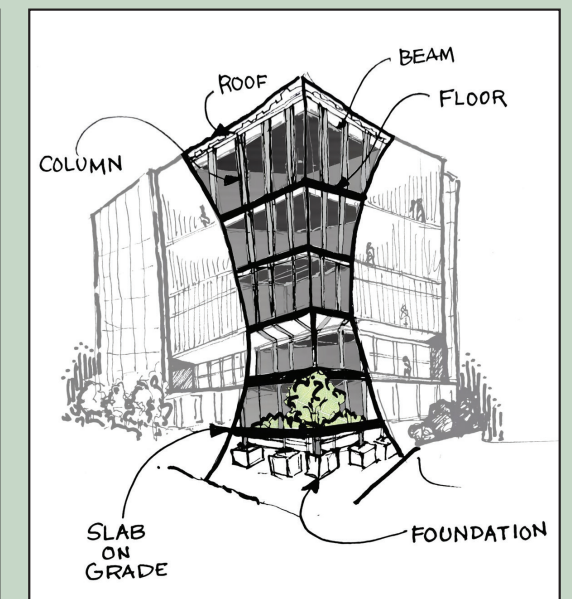 BEAM
ROOF
FLOOR
COLUMN
SLAB
ON
GRADE
FOUNDATION